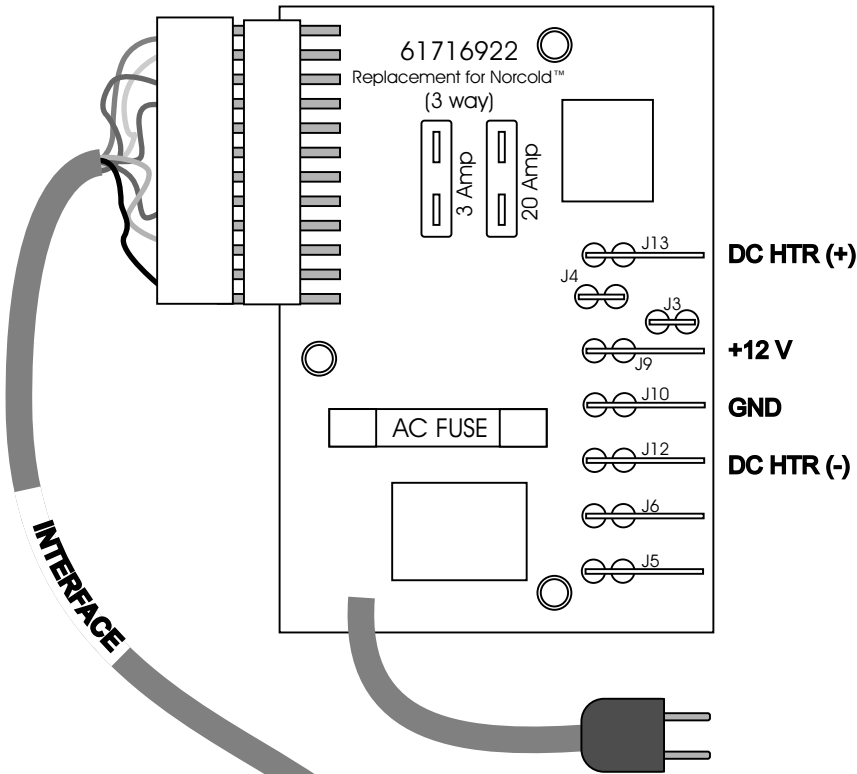 61716922
Replacement for Norcold™
(3 way)
3 Amp
20 Amp
J13
DC HTR (+)
J4
J3
J9
+12 V
J10
GND
AC FUSE
J12
DC HTR (-)
J6
J5
INTERFACE